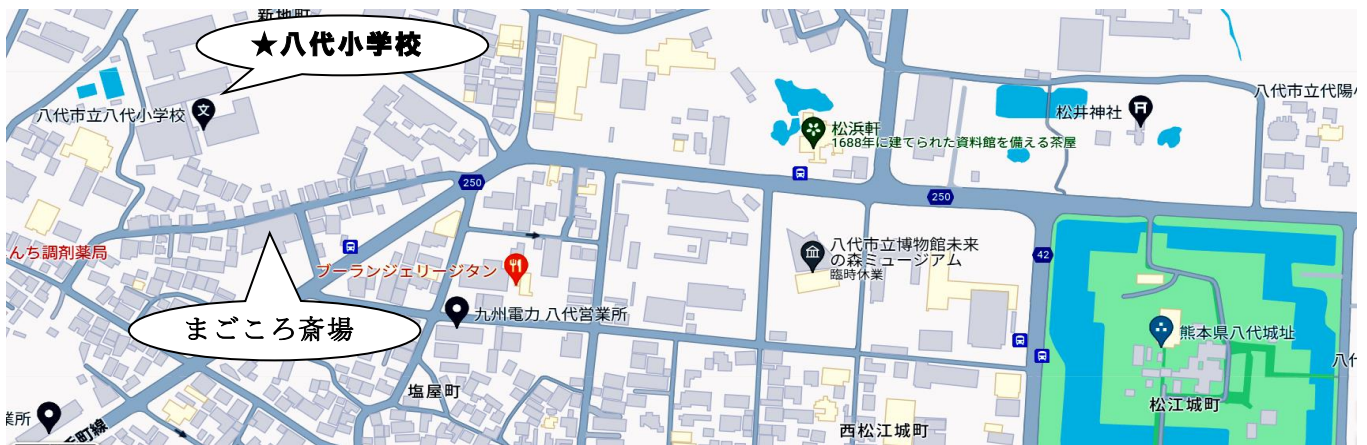 新地町
★八代小学校
八代市立八代小学校
松浜軒
1688年に建てられた資料館を備える茶屋
松井神社
八代市立代陽小
250
250
んち調剤薬局
ブーランジェリージタン
八代市立博物館未来
の森ミュージアム
臨時休業
42
まごころ斎場
九州電力 八代営業所
熊本県八代城址
八代
塩屋町
松江城町
業所
町線
西松江城町